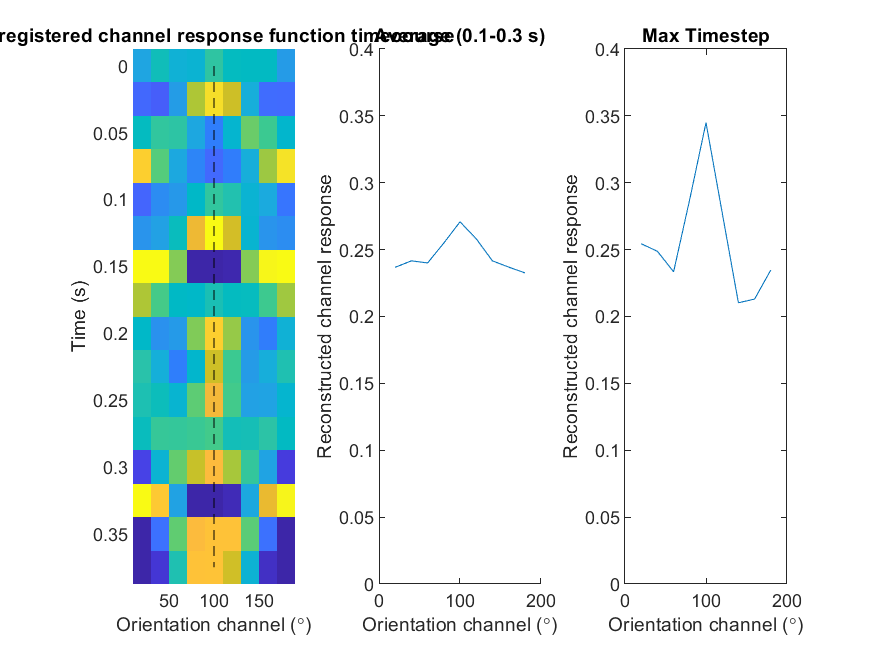 registered channel response function timecourse
Average (0.1-0.3 s)
Max Timestep
Time (s)
0
0.05
0.1
0.15
0.2
0.25
0.3
0.35
50 100 150
Orientation channel (°)
Reconstructed channel response
0.4
0.35
0.3
0.25
0.2
0.15
0.1
0.05
0
0 100 200
Orientation channel (°)
Reconstructed channel response
0.4
0.35
0.3
0.25
0.2
0.15
0.1
0.05
0
0 100 200
Orientation channel (°)